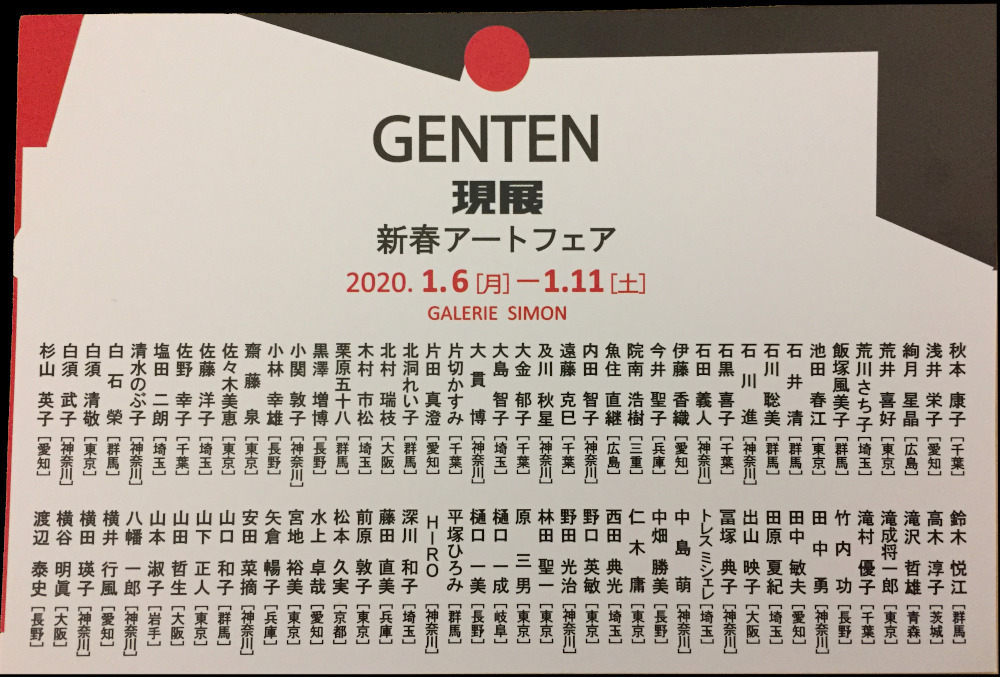 GENTEN
現展
新春アートフェア
2020. 1.6 [月] ー 1.11 [土]
GALERIE SIMON
秋本 康子 [千葉]
浅井 栄子 [愛知]
絢月 星晶 [広島]
荒井 喜好 [東京]
荒川さち子 [埼玉]
飯塚風美子 [群馬]
池田 春江 [東京]
石井 清 [群馬]
石川 聡美 [群馬]
石川 進 [神奈川]
石黒 喜子 [千葉]
石田 義人 [神奈川]
伊藤 香織 [愛知]
今井 聖子 [兵庫]
院南 浩樹 [三重]
魚住 直継 [広島]
内田 智子 [神奈川]
遠藤 克巳 [千葉]
及川 秋星 [神奈川]
大金 郁子 [千葉]
大島 智子 [埼玉]
大貫 博 [神奈川]
片切かすみ [千葉]
片田 真澄 [愛知]
北洞れい子 [群馬]
北村 瑞枝 [大阪]
木村 市松 [埼玉]
栗原五十八 [群馬]
黒澤 増博 [長野]
小関 敦子 [神奈川]
小林 幸雄 [長野]
齋藤 泉 [東京]
佐々木美恵 [東京]
佐藤 洋子 [埼玉]
佐野 幸子 [千葉]
塩田 二朗 [埼玉]
清水のぶ子 [神奈川]
白石 榮 [群馬]
白須 清敬 [東京]
白須 武子 [神奈川]
杉山 英子 [愛知]
鈴木 悦江 [群馬]
高木 淳子 [茨城]
滝沢 哲雄 [青森]
滝成将一郎 [東京]
滝村 優子 [千葉]
竹内 功 [長野]
田中 勇 [神奈川]
田中 敏夫 [愛知]
田原 夏紀 [埼玉]
出山 映子 [大阪]
冨塚 典子 [神奈川]
トレス ミシェレ [埼玉]
中島 萌 [神奈川]
中畑 勝美 [長野]
仁木 庸 [東京]
西田 典光 [埼玉]
野口 英敏 [東京]
野田 光治 [神奈川]
林田 聖一 [東京]
原 三男 [東京]
樋口 一成 [岐阜]
樋口 一美 [長野]
平塚ひろみ [群馬]
HIRO [神奈川]
深川 和子 [埼玉]
藤田 直美 [兵庫]
前原 敦子 [東京]
松本 久実 [京都]
水上 卓哉 [愛知]
宮地 裕美 [東京]
矢倉 暢子 [兵庫]
安田 菜摘 [神奈川]
山口 和子 [群馬]
山下 正人 [東京]
山田 哲生 [大阪]
山本 淑子 [岩手]
八幡 一郎 [神奈川]
横井 行風 [愛知]
横田 瑛子 [神奈川]
横谷 明眞 [大阪]
渡辺 泰史 [長野]